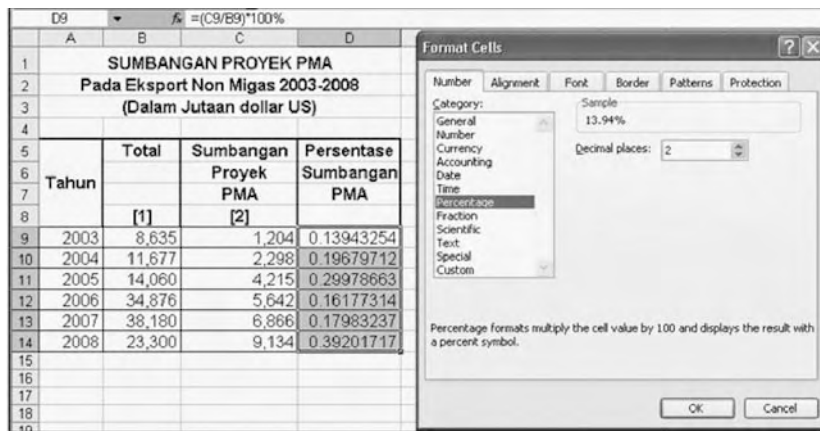 D9 fx =(C9/B9)*100%
A B C D
1 SUMBANGAN PROYEK PMA
2 Pada Eksport Non Migas 2003-2008
3 (Dalam Jutaan dollar US)
4
5 Total Sumbangan Persentase
6 Proyek Sumbangan
Tahun
7 PMA PMA
8 [1] [2]
9 2003 8,635 1,204 0.13943254
10 2004 11,677 2,298 0.19679712
11 2005 14,060 4,215 0.29978663
12 2006 34,876 5,642 0.16177314
13 2007 38,180 6,866 0.17983237
14 2008 23,300 9,134 0.39201717
15
16
17
18
19
Format Cells
Number Alignment Font Border Patterns Protection
Category:
General
Number
Currency
Accounting
Date
Time
Percentage
Fraction
Scientific
Text
Special
Custom
Sample
13.94%
Decimal places: 2
Percentage formats multiply the cell value by 100 and displays the result with
a percent symbol.
OK Cancel